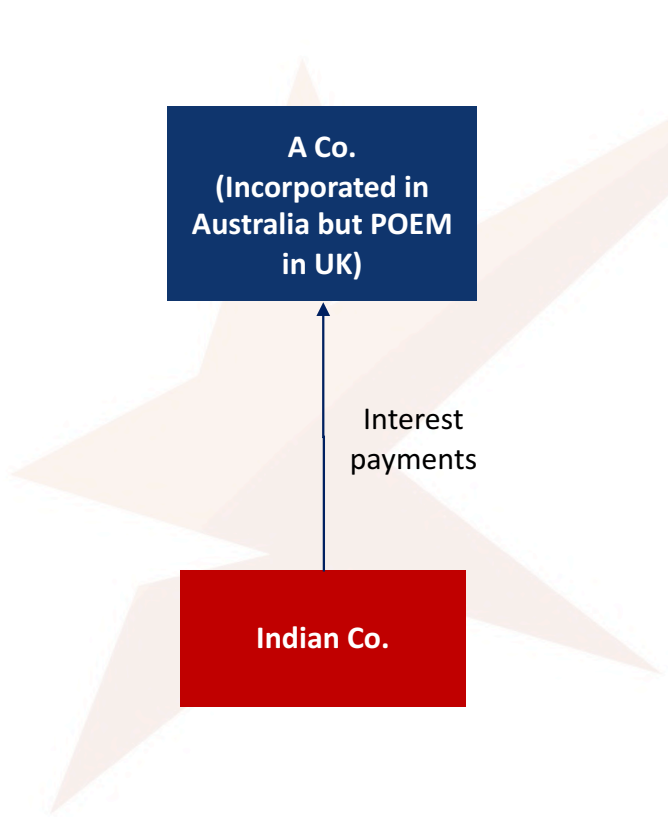 A Co.
(Incorporated in
Australia but POEM
in UK)
Interest
payments
Indian Co.